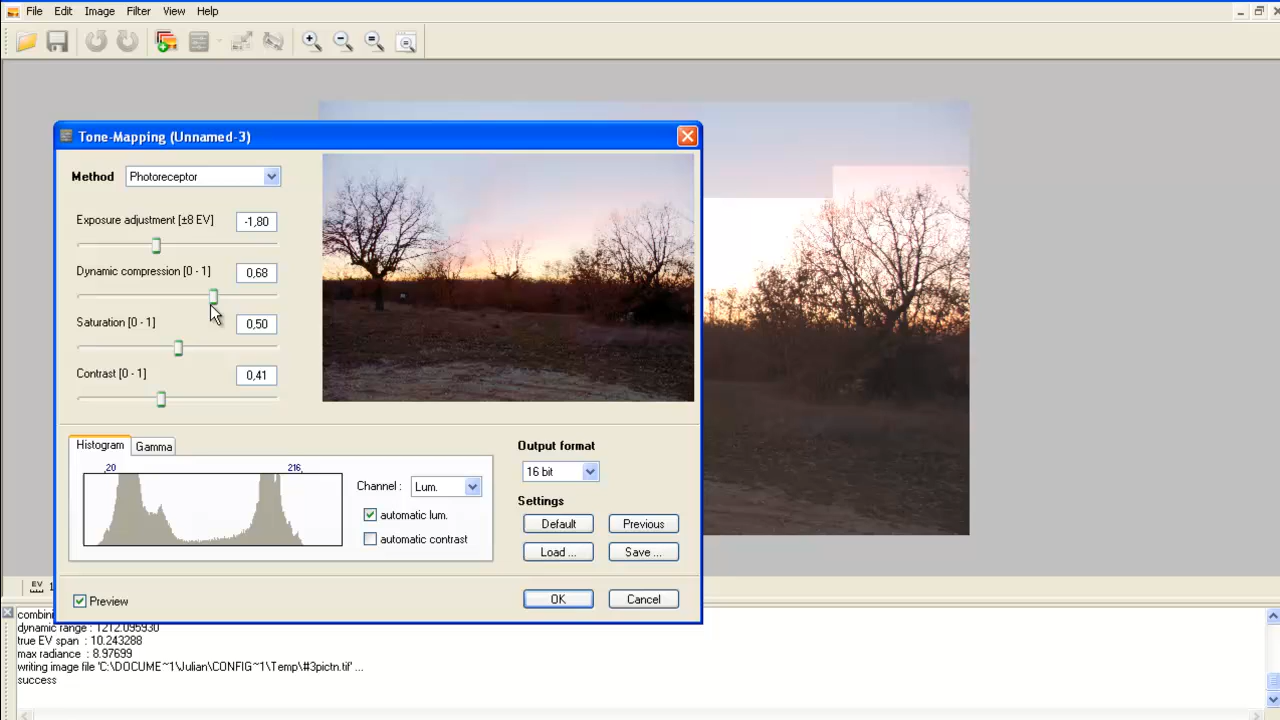 File Edit Image Filter View Help
Tone-Mapping (Unnamed-3)
Method Photoreceptor
Exposure adjustment [±8 EV] -1,80
Dynamic compression [0 - 1] 0,68
Saturation [0 - 1] 0,50
Contrast [0 - 1] 0,41
Histogram Gamma
20 216
Channel : Lum.
automatic lum.
automatic contrast
Output format
16 bit
Settings
Default Previous
Load ... Save ...
Preview OK Cancel
EV
dynamic range : 1212.095930
true EV span : 10.243288
max radiance : 8.97699
writing image file 'C:\DOCUME~1\Julian\CONFIG~1\Temp\#3pictn.tif' ...
success